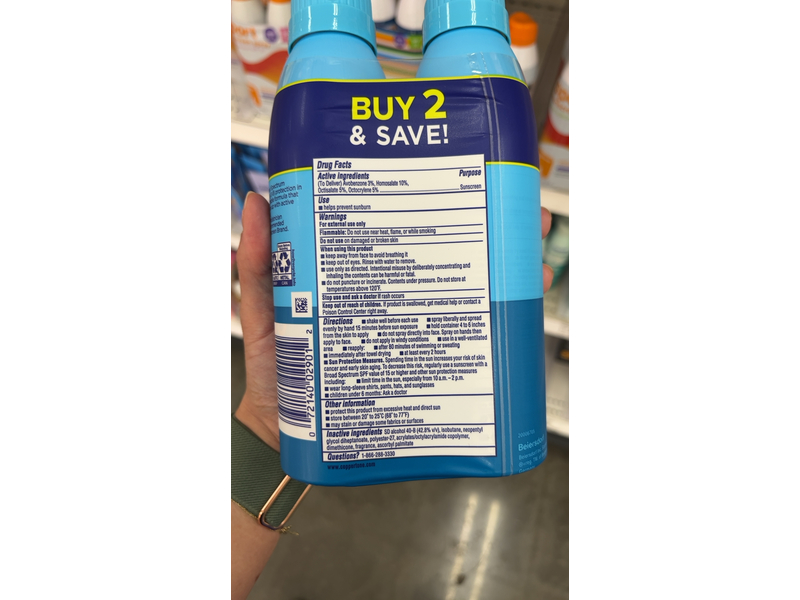 BUY 2
& SAVE!
Drug Facts
Active Ingredients Purpose
(To Deliver) Avobenzone 3%, Homosalate 10%,
Octisalate 5%, Octocrylene 5% Sunscreen
Use
■ helps prevent sunburn
Warnings
For external use only
Flammable: Do not use near heat, flame, or while smoking
Do not use on damaged or broken skin
When using this product
■ keep away from face to avoid breathing it
■ keep out of eyes. Rinse with water to remove.
■ use only as directed. Intentional misuse by deliberately concentrating and
inhaling the contents can be harmful or fatal.
■ do not puncture or incinerate. Contents under pressure. Do not store at
temperatures above 120°F.
Stop use and ask a doctor if rash occurs
Keep out of reach of children. If product is swallowed, get medical help or contact a
Poison Control Center right away.
Directions ■ shake well before each use ■ spray liberally and spread
evenly by hand 15 minutes before sun exposure ■ hold container 4 to 6 inches
from the skin to apply ■ do not spray directly into face. Spray on hands then
apply to face. ■ do not apply in windy conditions ■ use in a well-ventilated
area ■ reapply: ■ after 80 minutes of swimming or sweating
■ immediately after towel drying ■ at least every 2 hours
■ Sun Protection Measures. Spending time in the sun increases your risk of skin
cancer and early skin aging. To decrease this risk, regularly use a sunscreen with a
Broad Spectrum SPF value of 15 or higher and other sun protection measures
including: ■ limit time in the sun, especially from 10 a.m. – 2 p.m.
■ wear long-sleeve shirts, pants, hats, and sunglasses
■ children under 6 months: Ask a doctor
Other information
■ protect this product from excessive heat and direct sun
■ store between 20° to 25°C (68° to 77°F)
■ may stain or damage some fabrics or surfaces
Inactive ingredients SD alcohol 40-B (42.8% v/v), isobutane, neopentyl
glycol diheptanoate, polyester-27, acrylates/octylacrylamide copolymer,
dimethicone, fragrance, ascorbyl palmitate
Questions? 1-866-288-3330
www.coppertone.com
protection in
formula that
with active
brand.
0 72140 02901 2
Beiersdorf